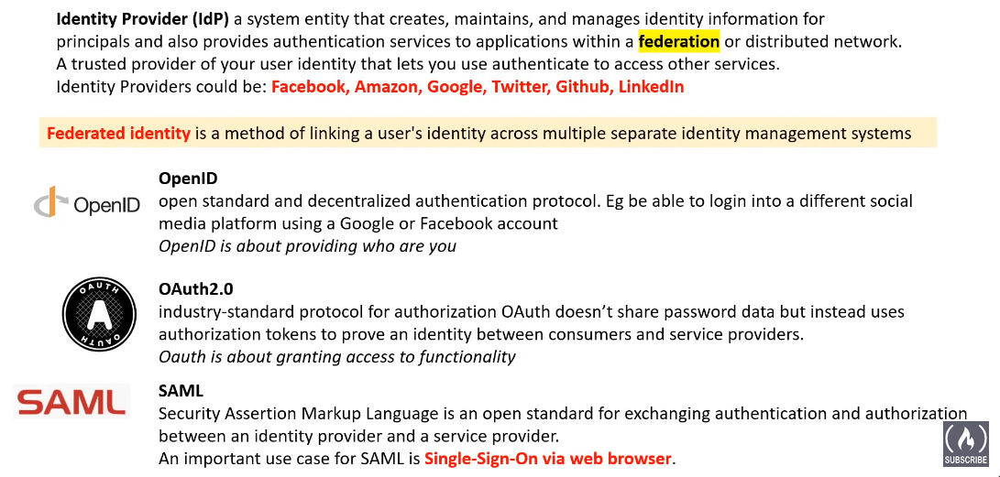 Identity Provider (IdP) a system entity that creates, maintains, and manages identity information for
principals and also provides authentication services to applications within a federation or distributed network.
A trusted provider of your user identity that lets you use authenticate to access other services.
Identity Providers could be: Facebook, Amazon, Google, Twitter, Github, LinkedIn
Federated identity is a method of linking a user's identity across multiple separate identity management systems
OpenID
OpenID
open standard and decentralized authentication protocol. Eg be able to login into a different social
media platform using a Google or Facebook account
OpenID is about providing who are you
OAUTH
A
OAUTH
OAuth2.0
industry-standard protocol for authorization OAuth doesn’t share password data but instead uses
authorization tokens to prove an identity between consumers and service providers.
Oauth is about granting access to functionality
SAML
SAML
Security Assertion Markup Language is an open standard for exchanging authentication and authorization
between an identity provider and a service provider.
An important use case for SAML is Single-Sign-On via web browser.
SUBSCRIBE